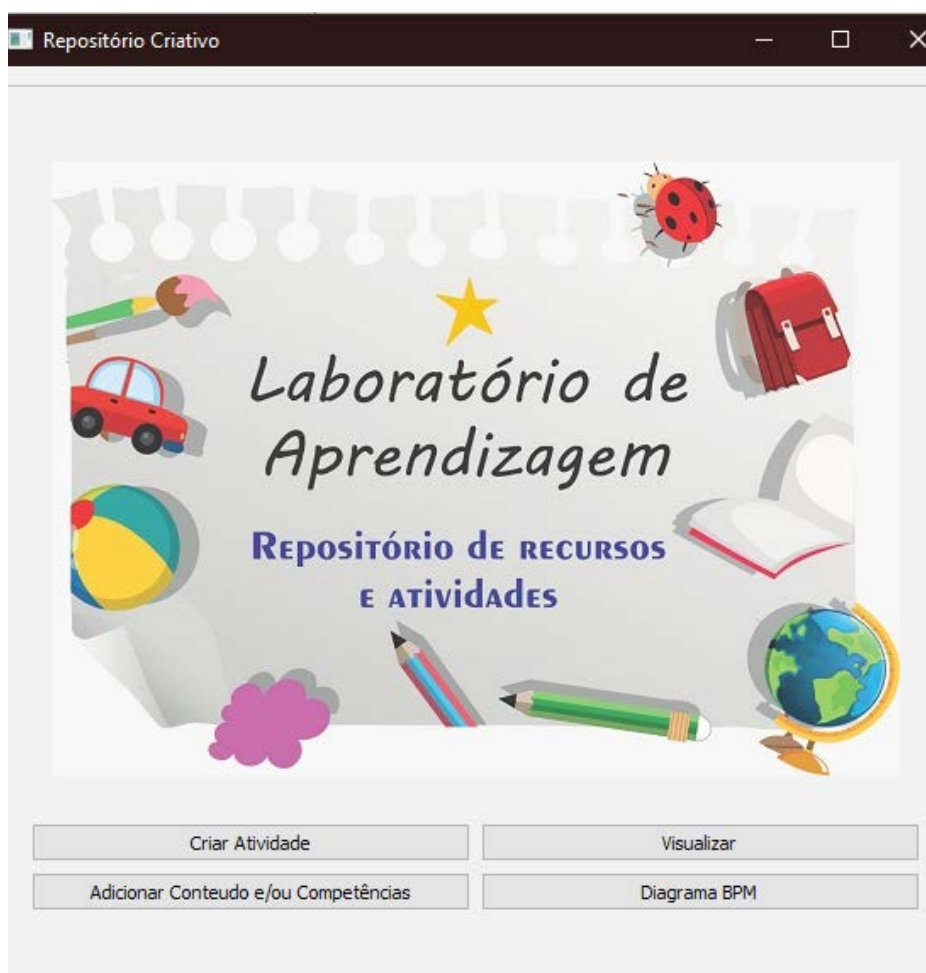 Repositório Criativo
Laboratório de
Aprendizagem
Repositório de recursos
e atividades
Criar Atividade
Visualizar
Adicionar Conteudo e/ou Competências
Diagrama BPM